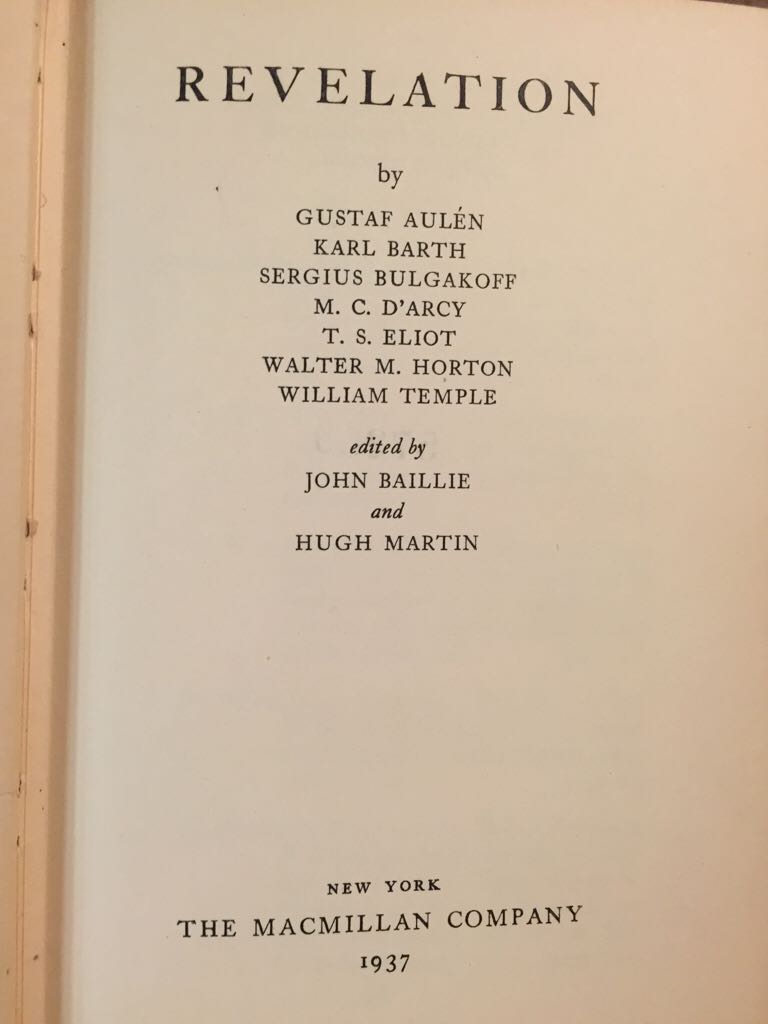 REVELATION
by
GUSTAF AULÉN
KARL BARTH
SERGIUS BULGAKOFF
M. C. D'ARCY
T. S. ELIOT
WALTER M. HORTON
WILLIAM TEMPLE
edited by
JOHN BAILLIE
and
HUGH MARTIN
NEW YORK
THE MACMILLAN COMPANY
1937